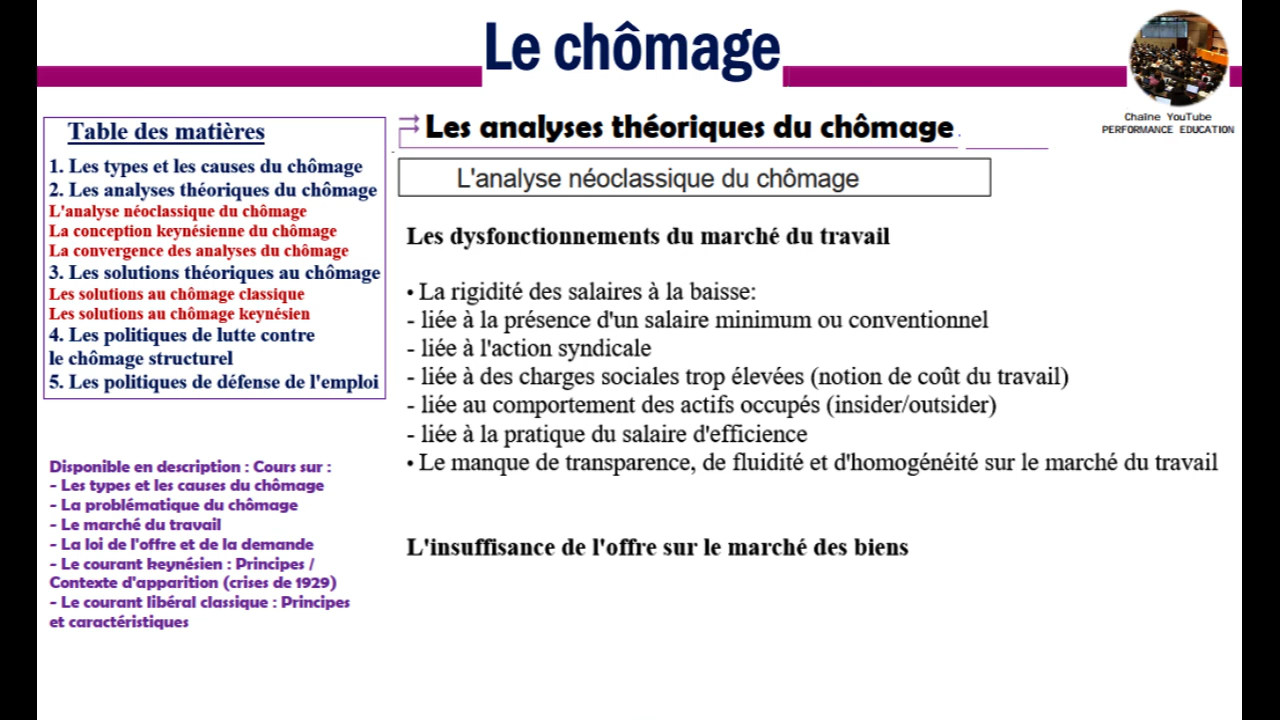 Le chômage
Chaîne YouTube
PERFORMANCE EDUCATION
Table des matières
1. Les types et les causes du chômage
2. Les analyses théoriques du chômage
L'analyse néoclassique du chômage
La conception keynésienne du chômage
La convergence des analyses du chômage
3. Les solutions théoriques au chômage
Les solutions au chômage classique
Les solutions au chômage keynésien
4. Les politiques de lutte contre
le chômage structurel
5. Les politiques de défense de l'emploi
Disponible en description : Cours sur :
- Les types et les causes du chômage
- La problématique du chômage
- Le marché du travail
- La loi de l'offre et de la demande
- Le courant keynésien : Principes /
Contexte d'apparition (crises de 1929)
- Le courant libéral classique : Principes
et caractéristiques
Les analyses théoriques du chômage
L'analyse néoclassique du chômage
Les dysfonctionnements du marché du travail
• La rigidité des salaires à la baisse:
- liée à la présence d'un salaire minimum ou conventionnel
- liée à l'action syndicale
- liée à des charges sociales trop élevées (notion de coût du travail)
- liée au comportement des actifs occupés (insider/outsider)
- liée à la pratique du salaire d'efficience
• Le manque de transparence, de fluidité et d'homogénéité sur le marché du travail
L'insuffisance de l'offre sur le marché des biens